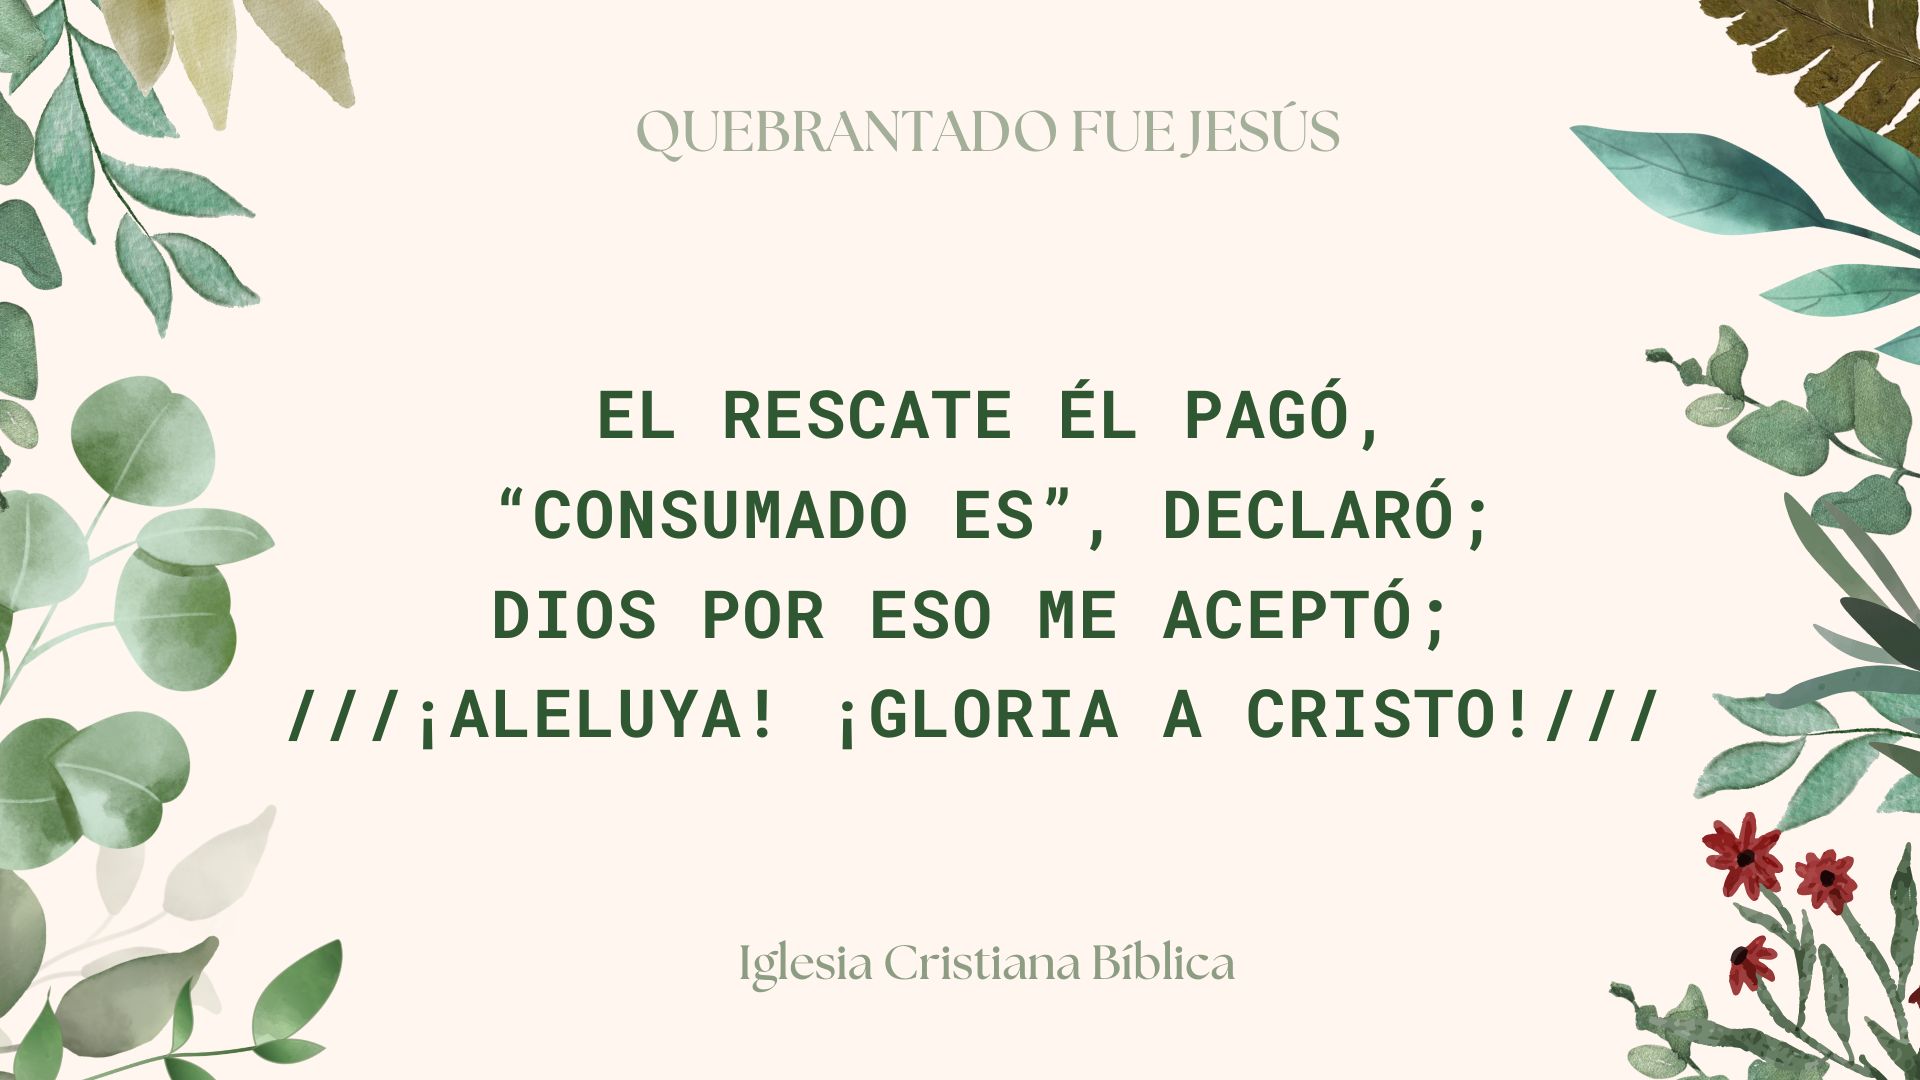 QUEBRANTADO FUE JESÚS
EL RESCATE ÉL PAGÓ,
“CONSUMADO ES”, DECLARÓ;
DIOS POR ESO ME ACEPTÓ;
///¡ALELUYA! ¡GLORIA A CRISTO!///
Iglesia Cristiana Bíblica